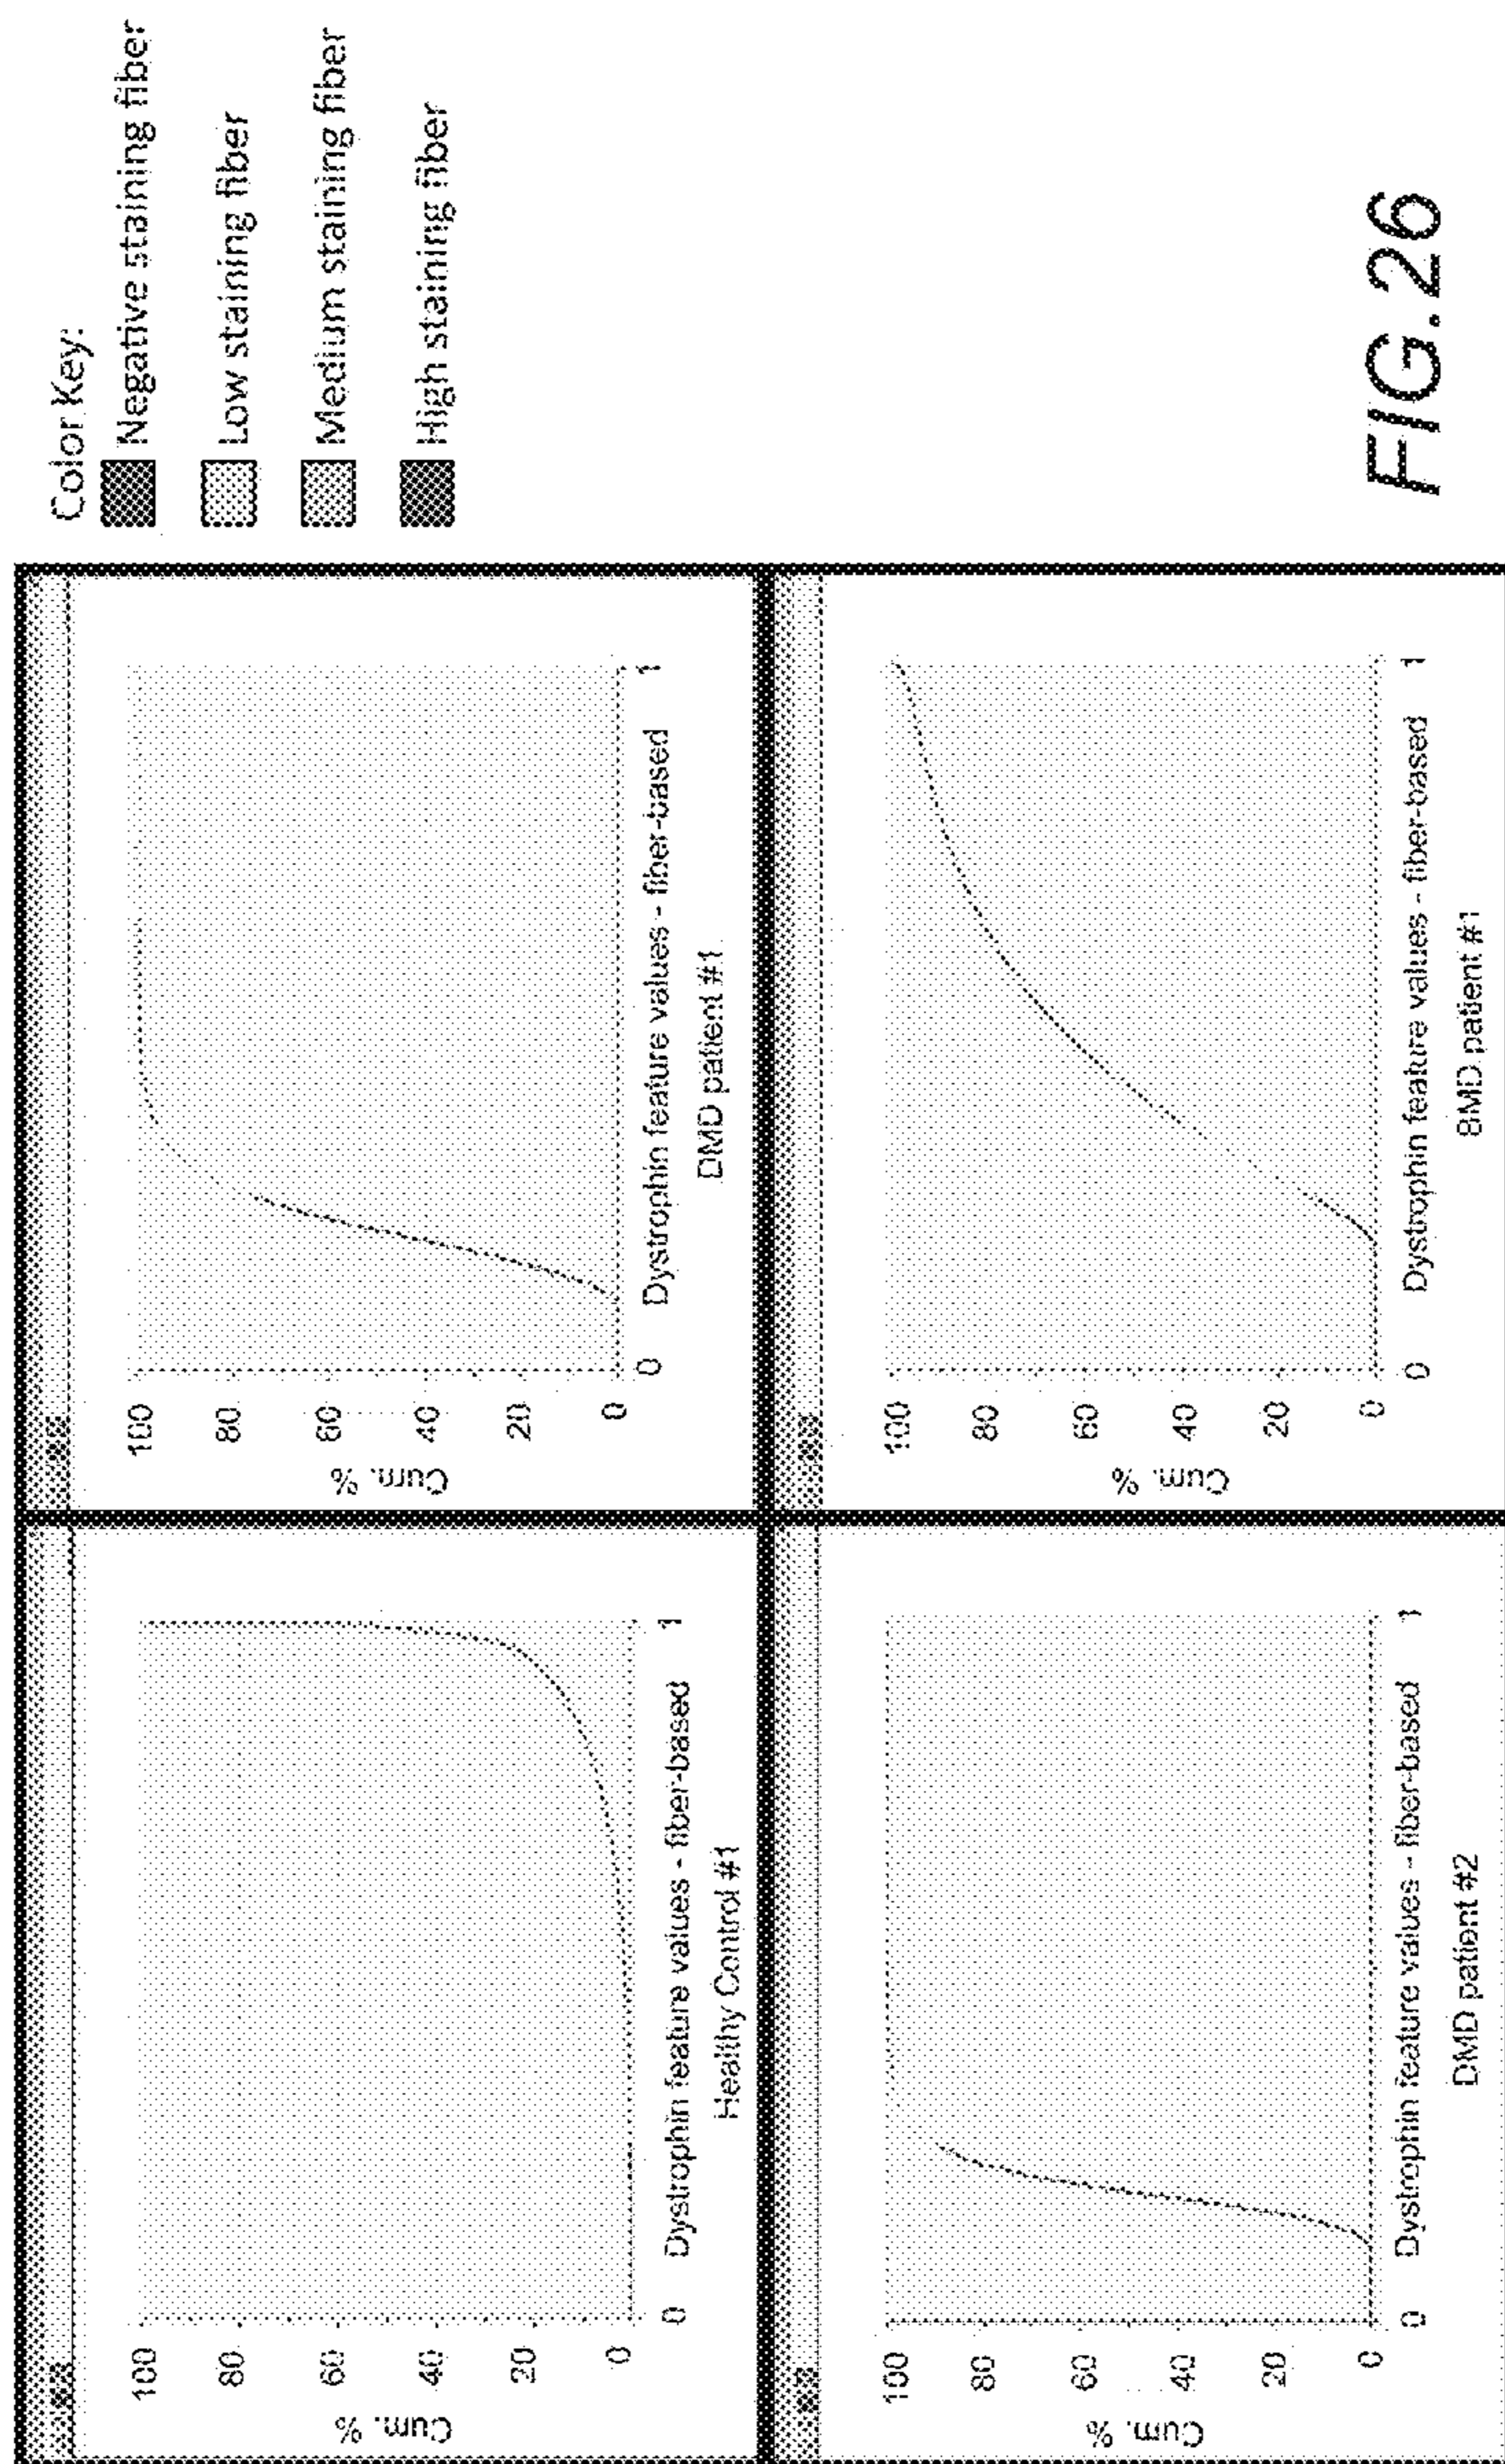 Color Key:
Negative staining fiber
Low staining fiber
Medium staining fiber
High staining fiber
Cum. %
100
80
60
40
20
0
0
1
Dystrophin feature values - fiber-based
Healthy Control #1
Cum. %
100
80
60
40
20
0
0
1
Dystrophin feature values - fiber-based
DMD patient #1
Cum. %
100
80
60
40
20
0
0
1
Dystrophin feature values - fiber-based
DMD patient #2
Cum. %
100
80
60
40
20
0
0
1
Dystrophin feature values - fiber-based
BMD patient #1
FIG.26